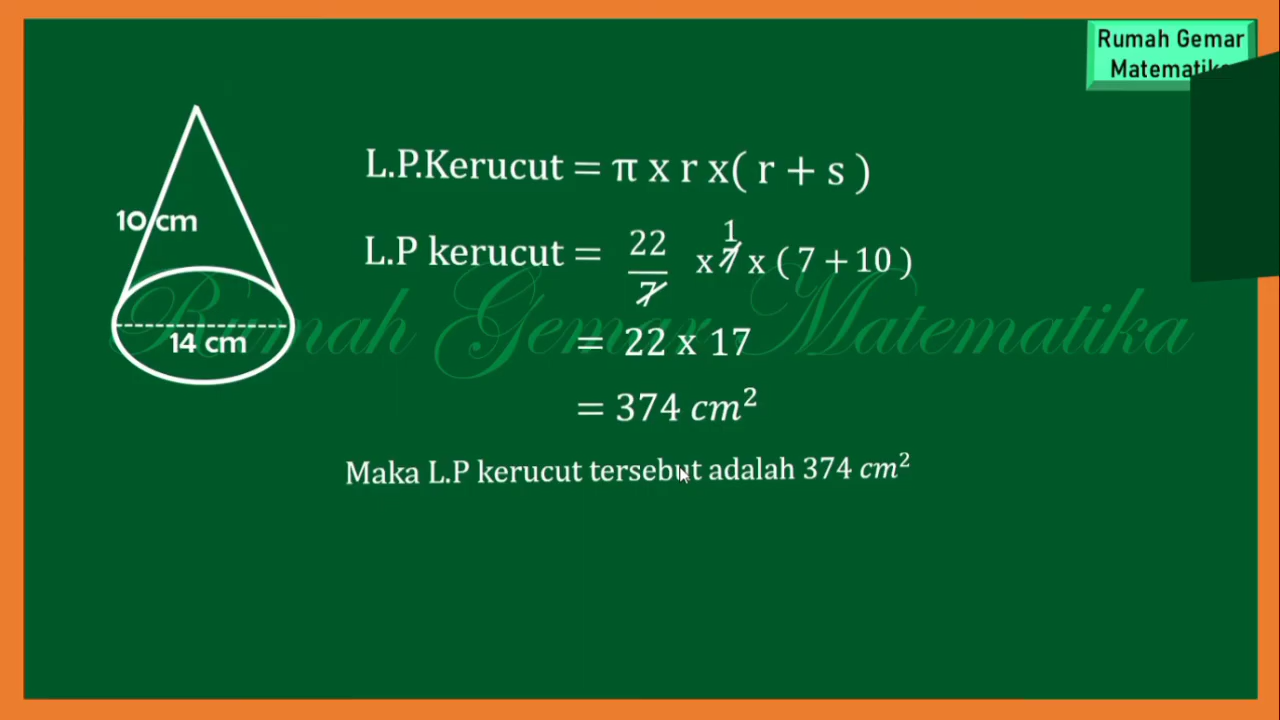 Rumah Gemar
Matematika
10 cm
14 cm
L.P.Kerucut = π x r x( r + s )
L.P kerucut = 22/7 x 7 1 x ( 7 + 10 )
= 22 x 17
= 374 cm²
Maka L.P kerucut tersebut adalah 374 cm²
Rumah Gemar Matematika